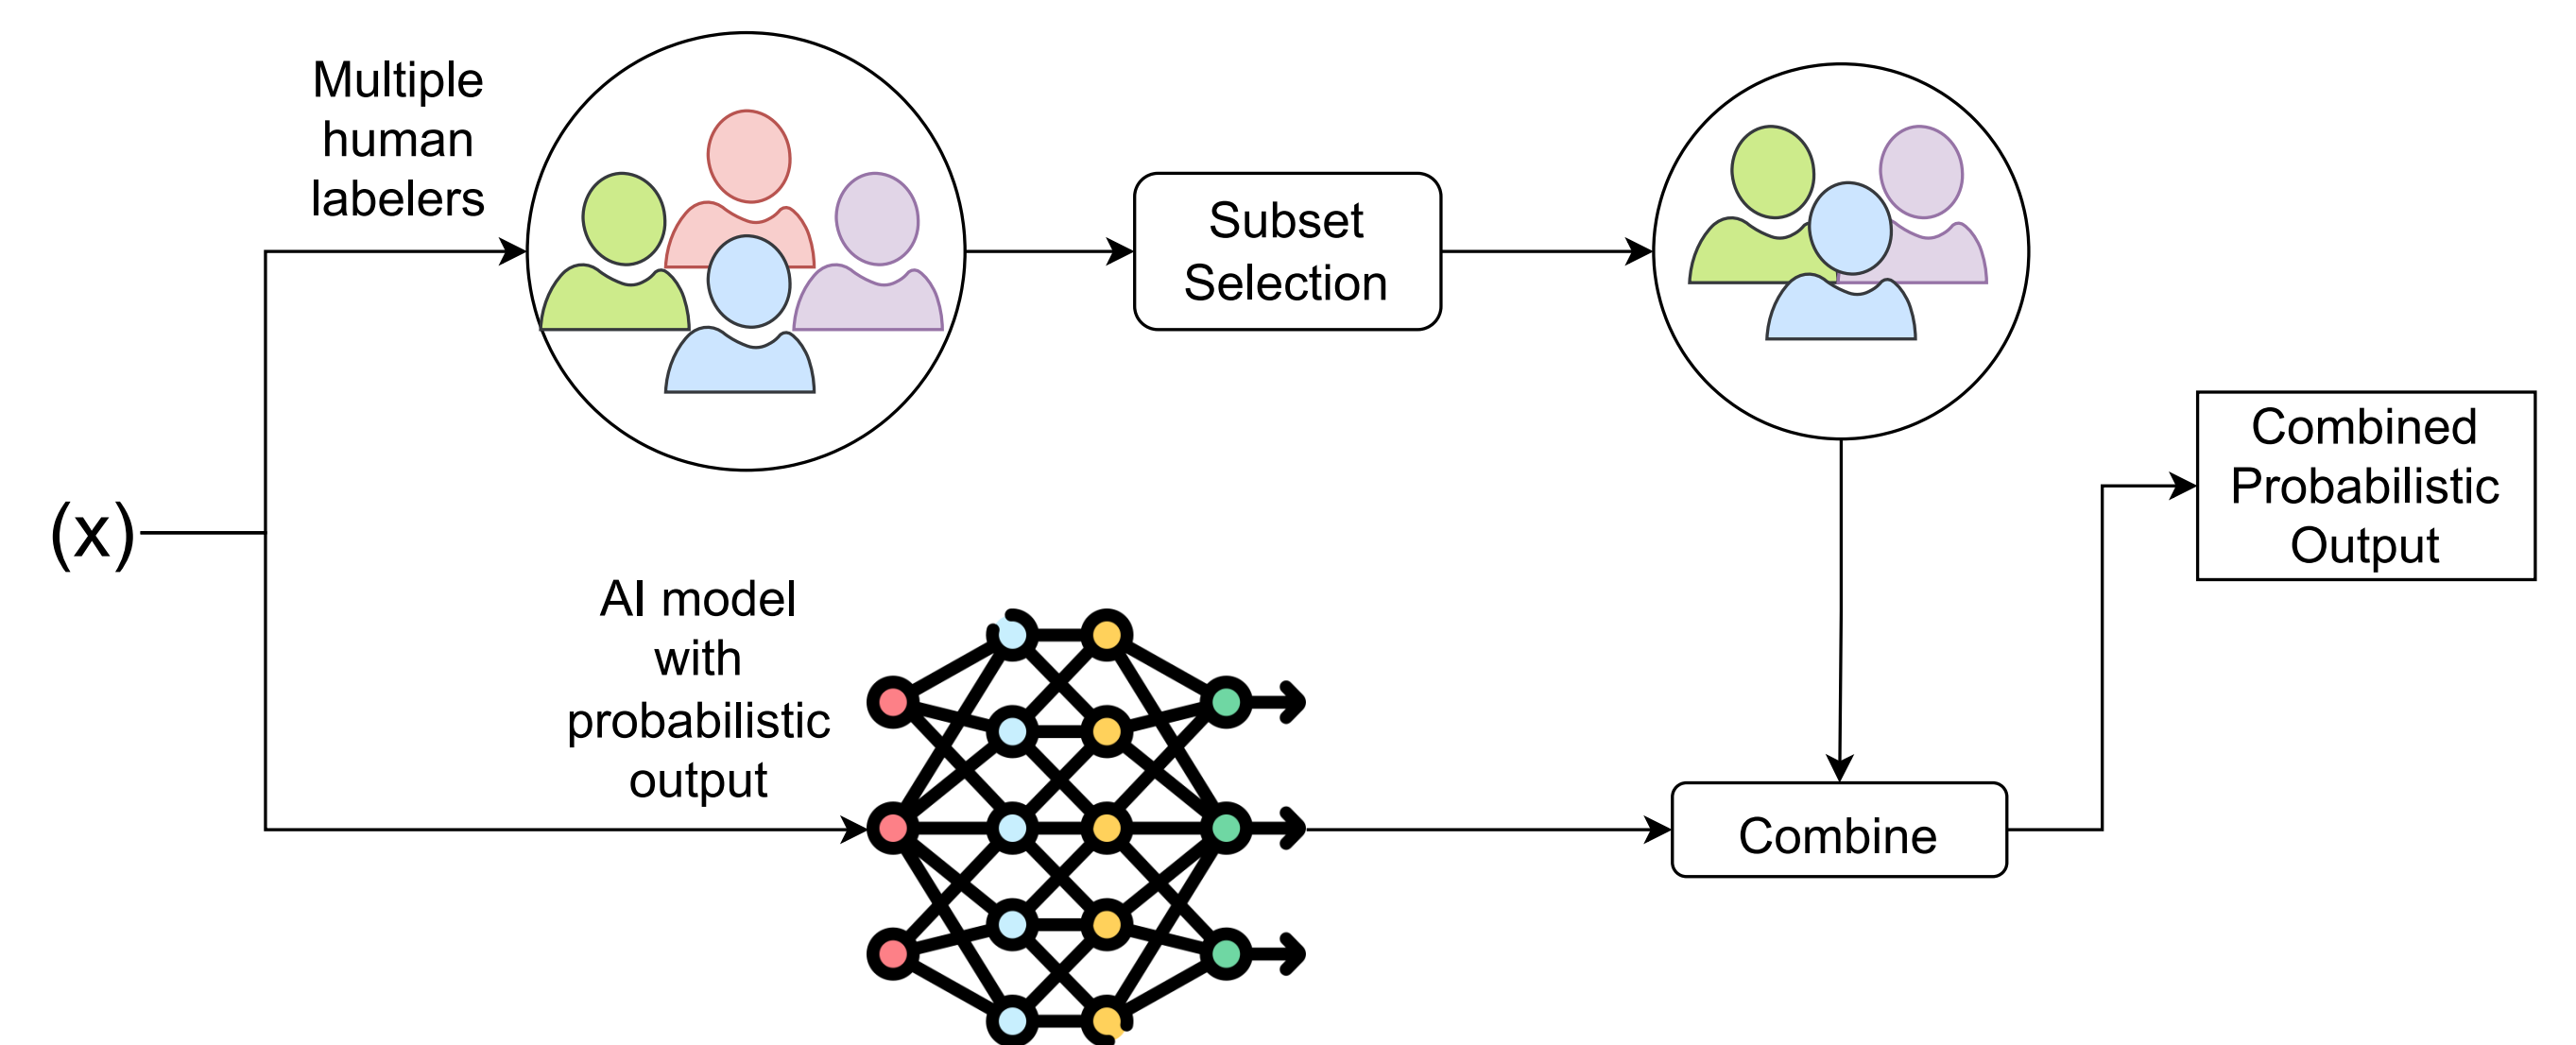 Multiple
human
labelers
Subset
Selection
(x)
Combined
Probabilistic
Output
AI model
with
probabilistic
output
Combine